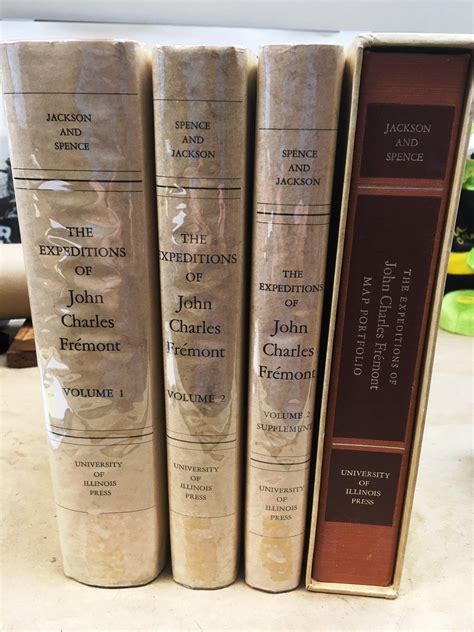 JACKSON
AND
SPENCE
THE
EXPEDITIONS
OF
John
Charles
Frémont
VOLUME 1
UNIVERSITY
OF
ILLINOIS
PRESS
SPENCE
AND
JACKSON
THE
EXPEDITIONS
OF
John
Charles
Frémont
VOLUME 2
UNIVERSITY
OF
ILLINOIS
PRESS
SPENCE
AND
JACKSON
THE
EXPEDITIONS
OF
John
Charles
Frémont
VOLUME 2
SUPPLEMENT
UNIVERSITY
OF
ILLINOIS
PRESS
JACKSON
AND
SPENCE
THE EXPEDITIONS OF
John Charles Frémont
MAP PORTFOLIO
UNIVERSITY
OF
ILLINOIS
PRESS